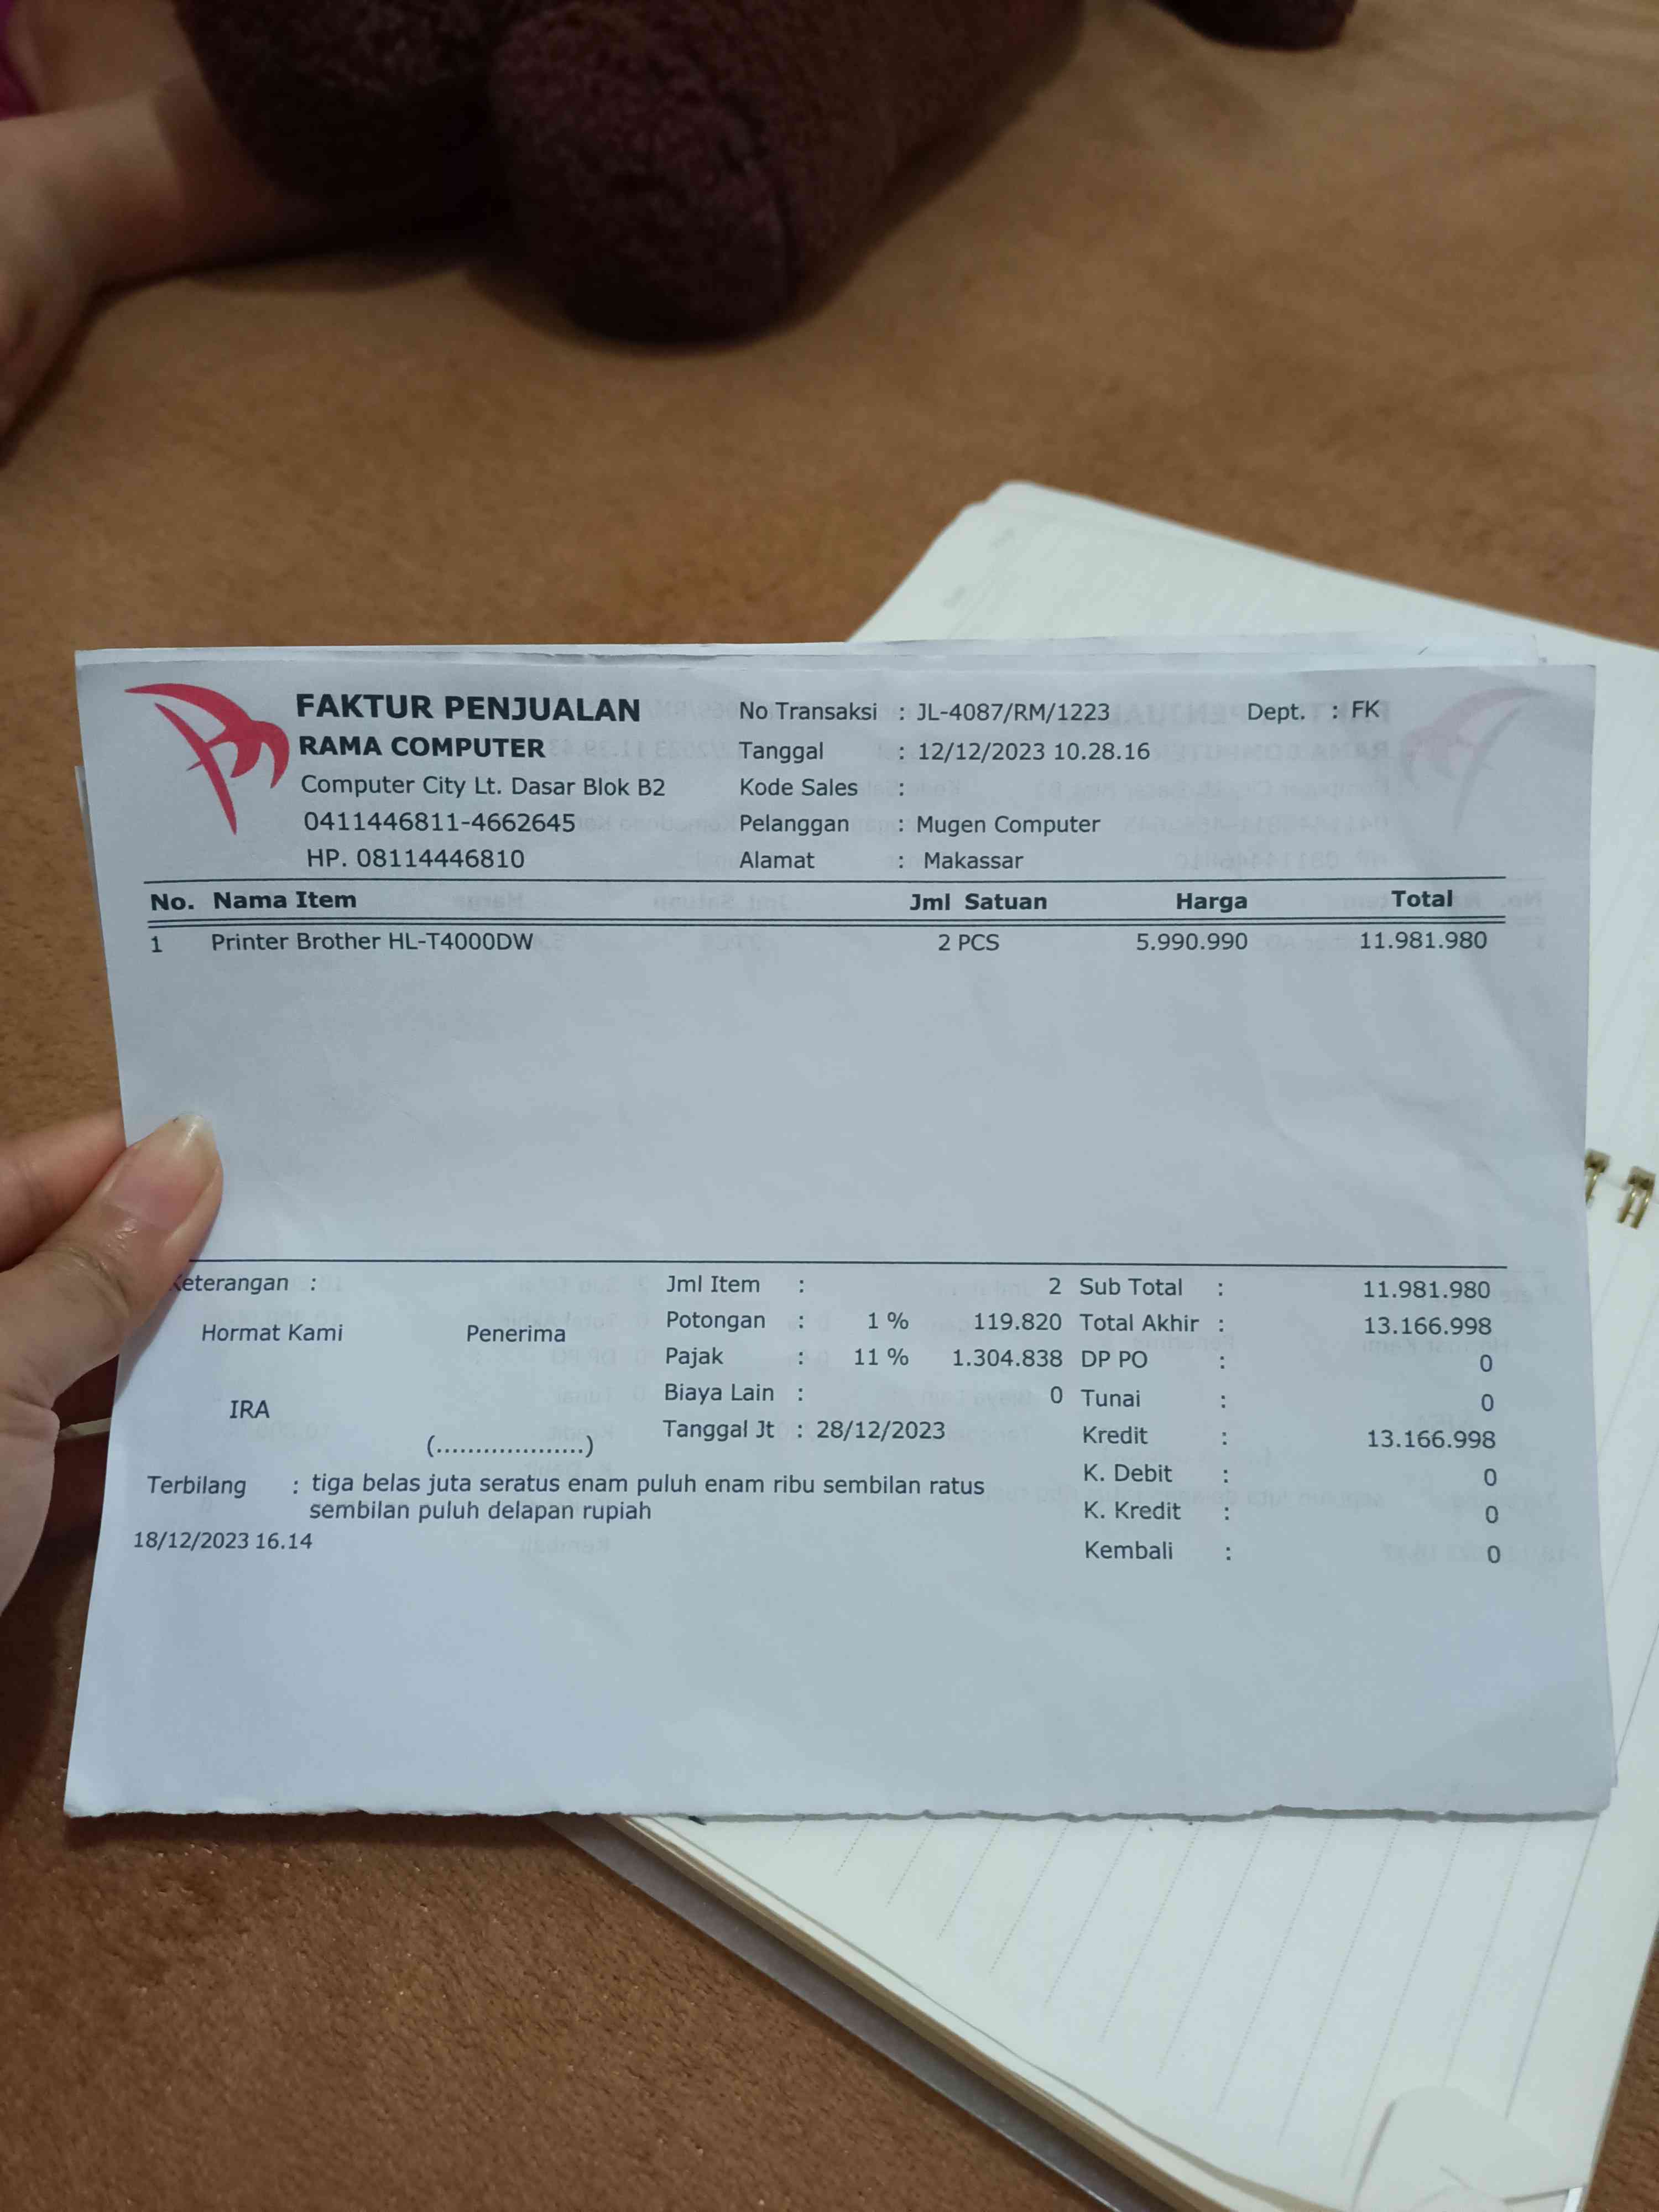 FAKTUR PENJUALAN
RAMA COMPUTER
Computer City Lt. Dasar Blok B2
0411446811-4662645
HP. 08114446810
No Transaksi : JL-4087/RM/1223 Dept. : FK
Tanggal : 12/12/2023 10.28.16
Kode Sales :
Pelanggan : Mugen Computer
Alamat : Makassar
No. Nama Item Jml Satuan Harga Total
1 Printer Brother HL-T4000DW 2 PCS 5.990.990 11.981.980
Keterangan :
Hormat Kami Penerima
IRA
(...................)
Jml Item : 2
Potongan : 1 % 119.820
Pajak : 11 % 1.304.838
Biaya Lain : 0
Tanggal Jt : 28/12/2023
Sub Total : 11.981.980
Total Akhir : 13.166.998
DP PO : 0
Tunai : 0
Kredit : 13.166.998
K. Debit : 0
K. Kredit : 0
Kembali : 0
Terbilang : tiga belas juta seratus enam puluh enam ribu sembilan ratus
sembilan puluh delapan rupiah
18/12/2023 16.14